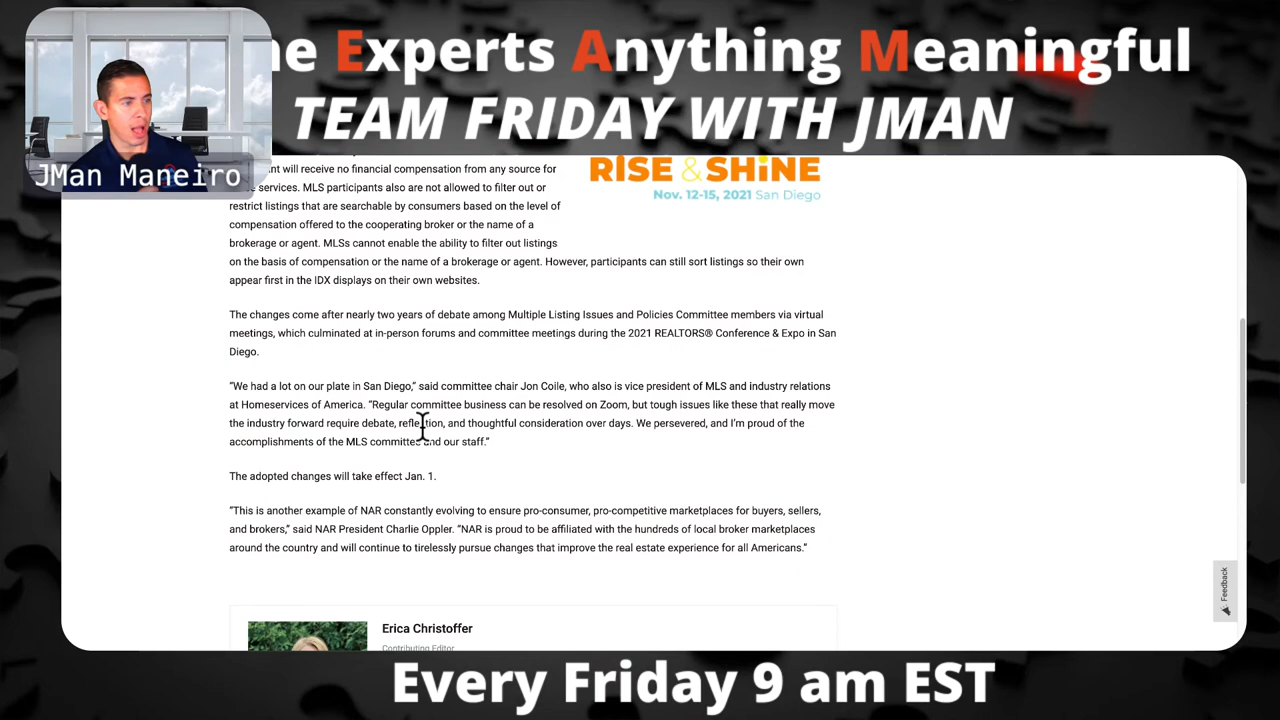 ne Experts Anything Meaningful
TEAM FRIDAY WITH JMAN
JMan Maneiro
nt will receive no financial compensation from any source for
services. MLS participants also are not allowed to filter out or
restrict listings that are searchable by consumers based on the level of
compensation offered to the cooperating broker or the name of a
brokerage or agent. MLSs cannot enable the ability to filter out listings
on the basis of compensation or the name of a brokerage or agent. However, participants can still sort listings so their own
appear first in the IDX displays on their own websites.
RISE & SHINE
Nov. 12-15, 2021 San Diego
The changes come after nearly two years of debate among Multiple Listing Issues and Policies Committee members via virtual
meetings, which culminated at in-person forums and committee meetings during the 2021 REALTORS® Conference & Expo in San
Diego.
“We had a lot on our plate in San Diego,” said committee chair Jon Coile, who also is vice president of MLS and industry relations
at Homeservices of America. “Regular committee business can be resolved on Zoom, but tough issues like these that really move
the industry forward require debate, reflection, and thoughtful consideration over days. We persevered, and I’m proud of the
accomplishments of the MLS committee and our staff.”
The adopted changes will take effect Jan. 1.
“This is another example of NAR constantly evolving to ensure pro-consumer, pro-competitive marketplaces for buyers, sellers,
and brokers,” said NAR President Charlie Oppler. “NAR is proud to be affiliated with the hundreds of local broker marketplaces
around the country and will continue to tirelessly pursue changes that improve the real estate experience for all Americans.”
Erica Christoffer
Contributing Editor
Feedback
Every Friday 9 am EST